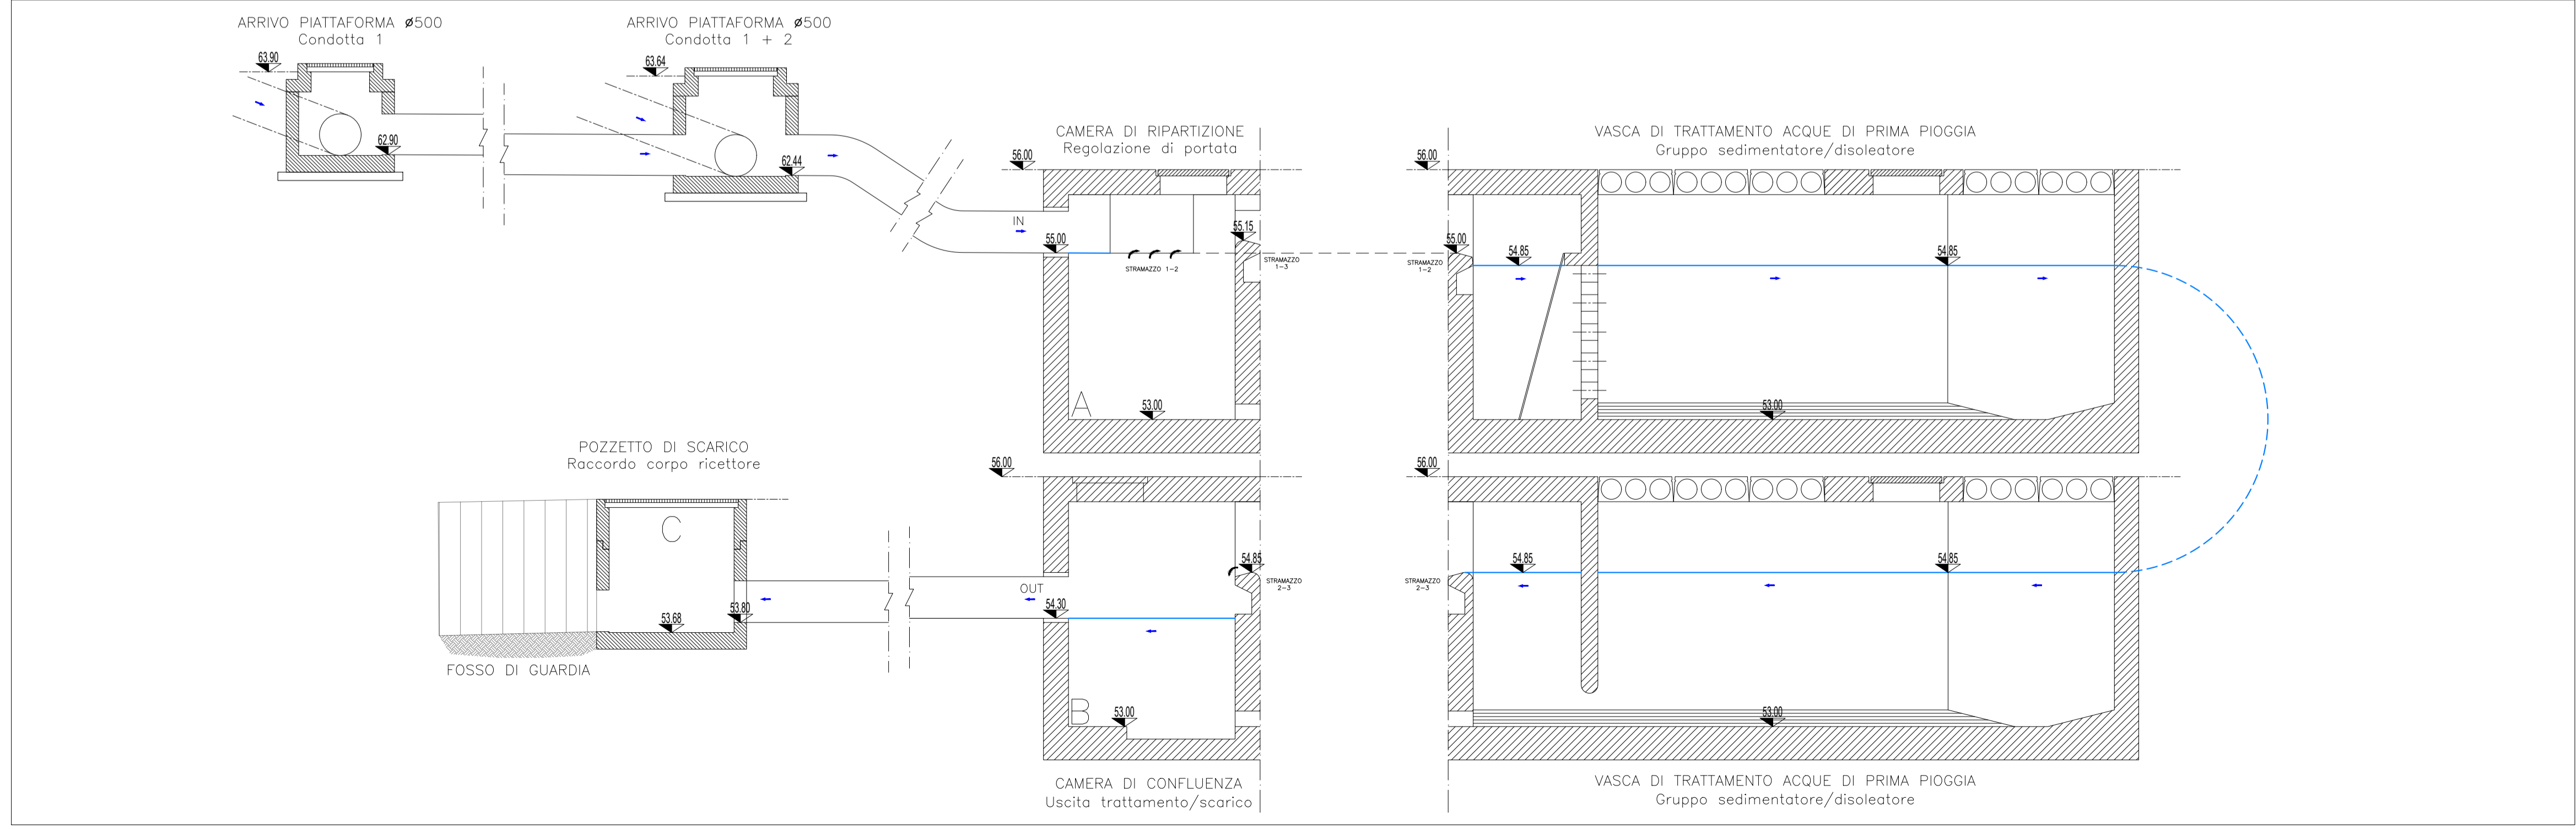 ARRIVO PIATTAFORMA ø500
Condotta 1
63.90
62.90
ARRIVO PIATTAFORMA ø500
Condotta 1 + 2
63.64
62.44
CAMERA DI RIPARTIZIONE
Regolazione di portata
56.00
IN
55.00
STRAMAZZO 1-2
55.15
STRAMAZZO
1-3
A
53.00
VASCA DI TRATTAMENTO ACQUE DI PRIMA PIOGGIA
Gruppo sedimentatore/disoleatore
56.00
55.00
STRAMAZZO
1-2
54.85
54.85
53.00
POZZETTO DI SCARICO
Raccordo corpo ricettore
C
53.68
53.80
FOSSO DI GUARDIA
56.00
OUT
54.30
54.85
STRAMAZZO
2-3
B
53.00
CAMERA DI CONFLUENZA
Uscita trattamento/scarico
56.00
STRAMAZZO
2-3
54.85
54.85
53.00
VASCA DI TRATTAMENTO ACQUE DI PRIMA PIOGGIA
Gruppo sedimentatore/disoleatore